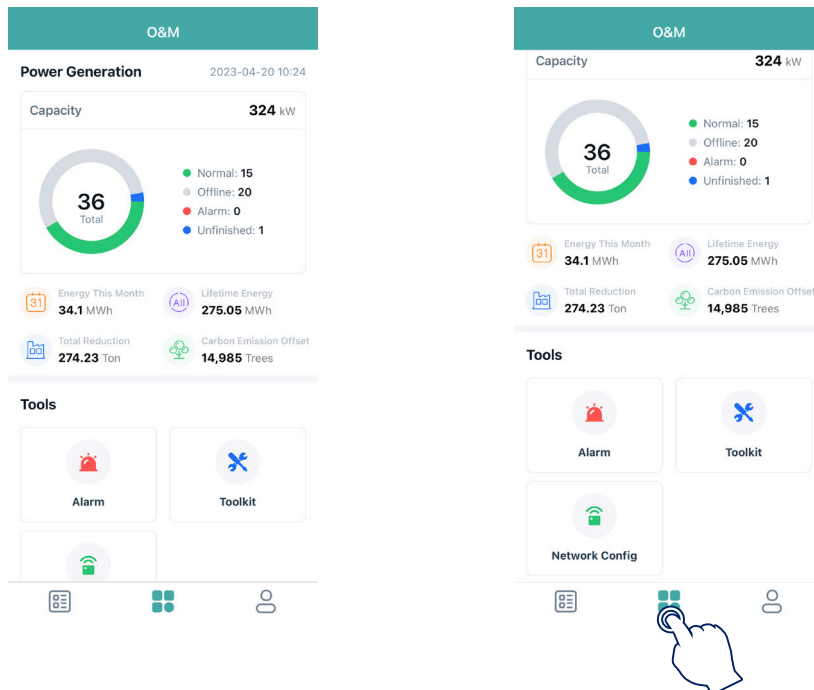 O&M
Power Generation 2023-04-20 10:24
Capacity 324 kW
36
Total
Normal: 15
Offline: 20
Alarm: 0
Unfinished: 1
31
Energy This Month
34.1 MWh
All
Lifetime Energy
275.05 MWh
Total Reduction
274.23 Ton
Carbon Emission Offset
14,985 Trees
Tools
Alarm
Toolkit
O&M
Capacity 324 kW
36
Total
Normal: 15
Offline: 20
Alarm: 0
Unfinished: 1
31
Energy This Month
34.1 MWh
All
Lifetime Energy
275.05 MWh
Total Reduction
274.23 Ton
Carbon Emission Offset
14,985 Trees
Tools
Alarm
Toolkit
Network Config